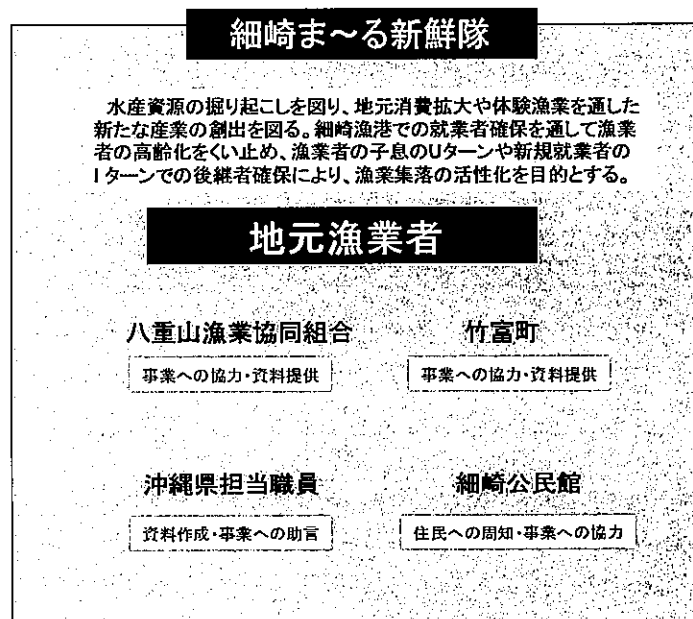 細崎ま～る新鮮隊
水産資源の掘り起こしを図り、地元消費拡大や体験漁業を通した
新たな産業の創出を図る。細崎漁港での就業者確保を通して漁業
者の高齢化をくい止め、漁業者の子息のUターンや新規就業者の
Iターンでの後継者確保により、漁業集落の活性化を目的とする。
地元漁業者
八重山漁業協同組合
竹富町
事業への協力・資料提供
事業への協力・資料提供
沖縄県担当職員
細崎公民館
資料作成・事業への助言
住民への周知・事業への協力